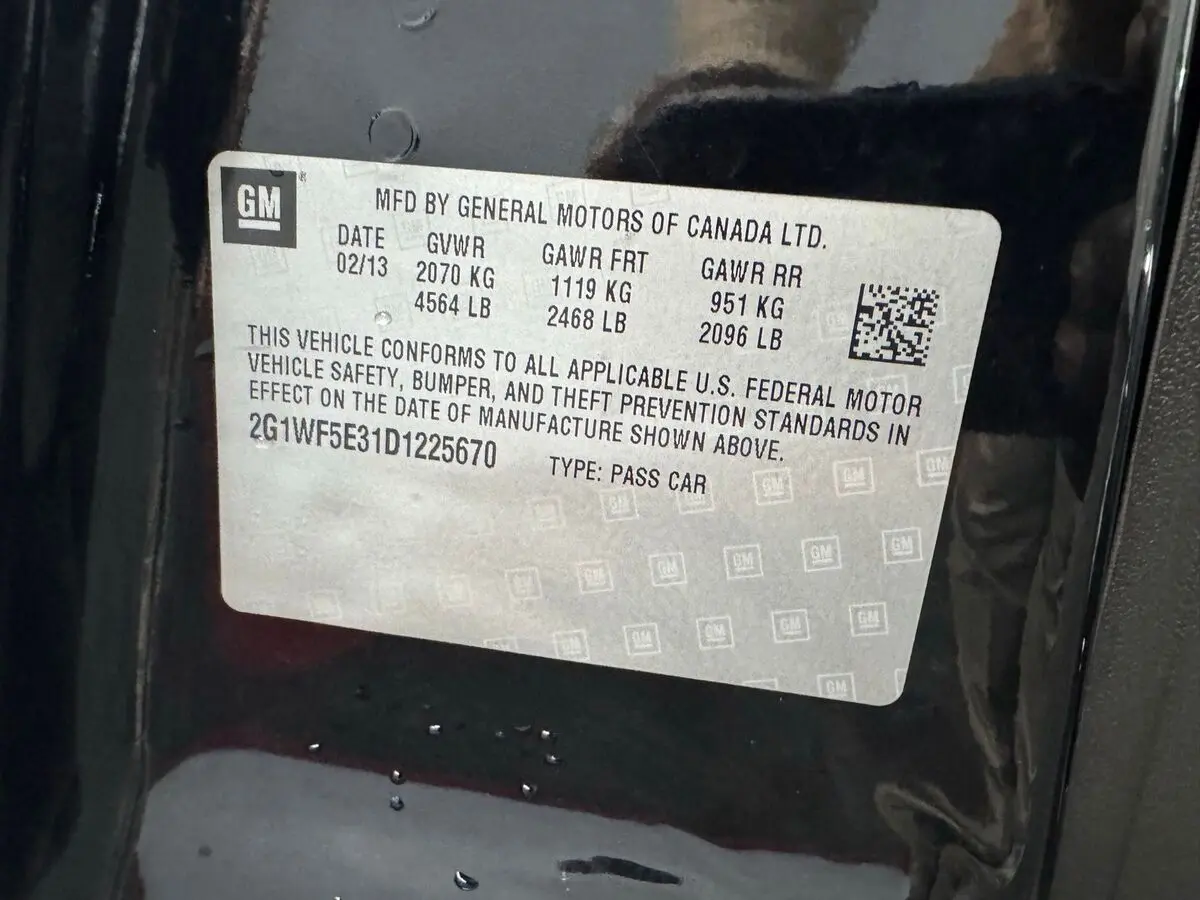 GM
MFD BY GENERAL MOTORS OF CANADA LTD.
DATE GVWR GAWR FRT GAWR RR
02/13 2070 KG 1119 KG 951 KG
4564 LB 2468 LB 2096 LB
THIS VEHICLE CONFORMS TO ALL APPLICABLE U.S. FEDERAL MOTOR
VEHICLE SAFETY, BUMPER, AND THEFT PREVENTION STANDARDS IN
EFFECT ON THE DATE OF MANUFACTURE SHOWN ABOVE.
2G1WF5E31D1225670 TYPE: PASS CAR